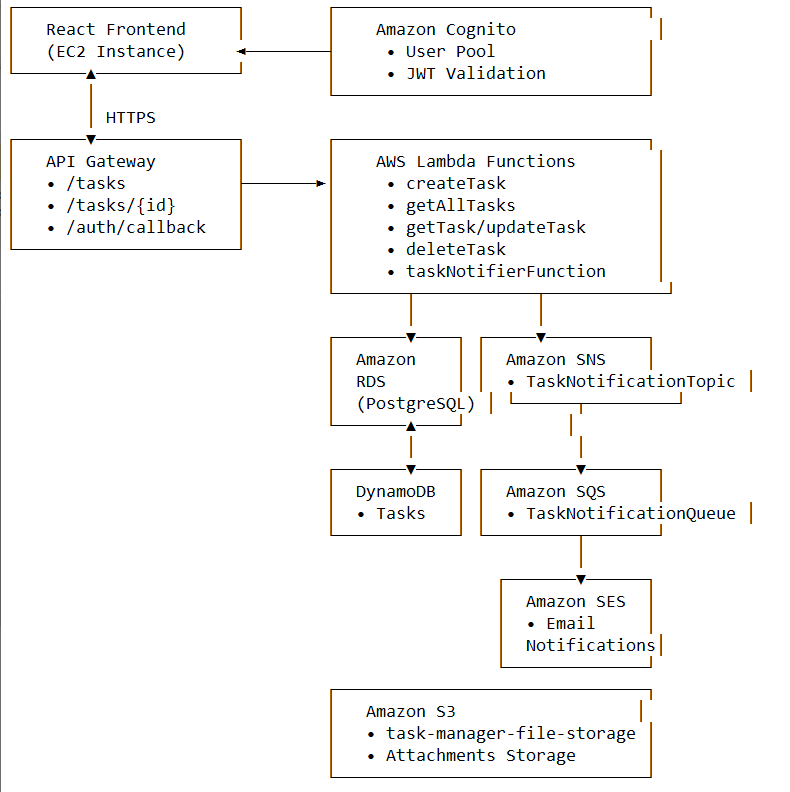 React Frontend
(EC2 Instance)
Amazon Cognito
• User Pool
• JWT Validation
HTTPS
API Gateway
• /tasks
• /tasks/{id}
• /auth/callback
AWS Lambda Functions
• createTask
• getAllTasks
• getTask/updateTask
• deleteTask
• taskNotifierFunction
Amazon
RDS
(PostgreSQL)
Amazon SNS
• TaskNotificationTopic
DynamoDB
• Tasks
Amazon SQS
• TaskNotificationQueue
Amazon SES
• Email
Notifications
Amazon S3
• task-manager-file-storage
• Attachments Storage